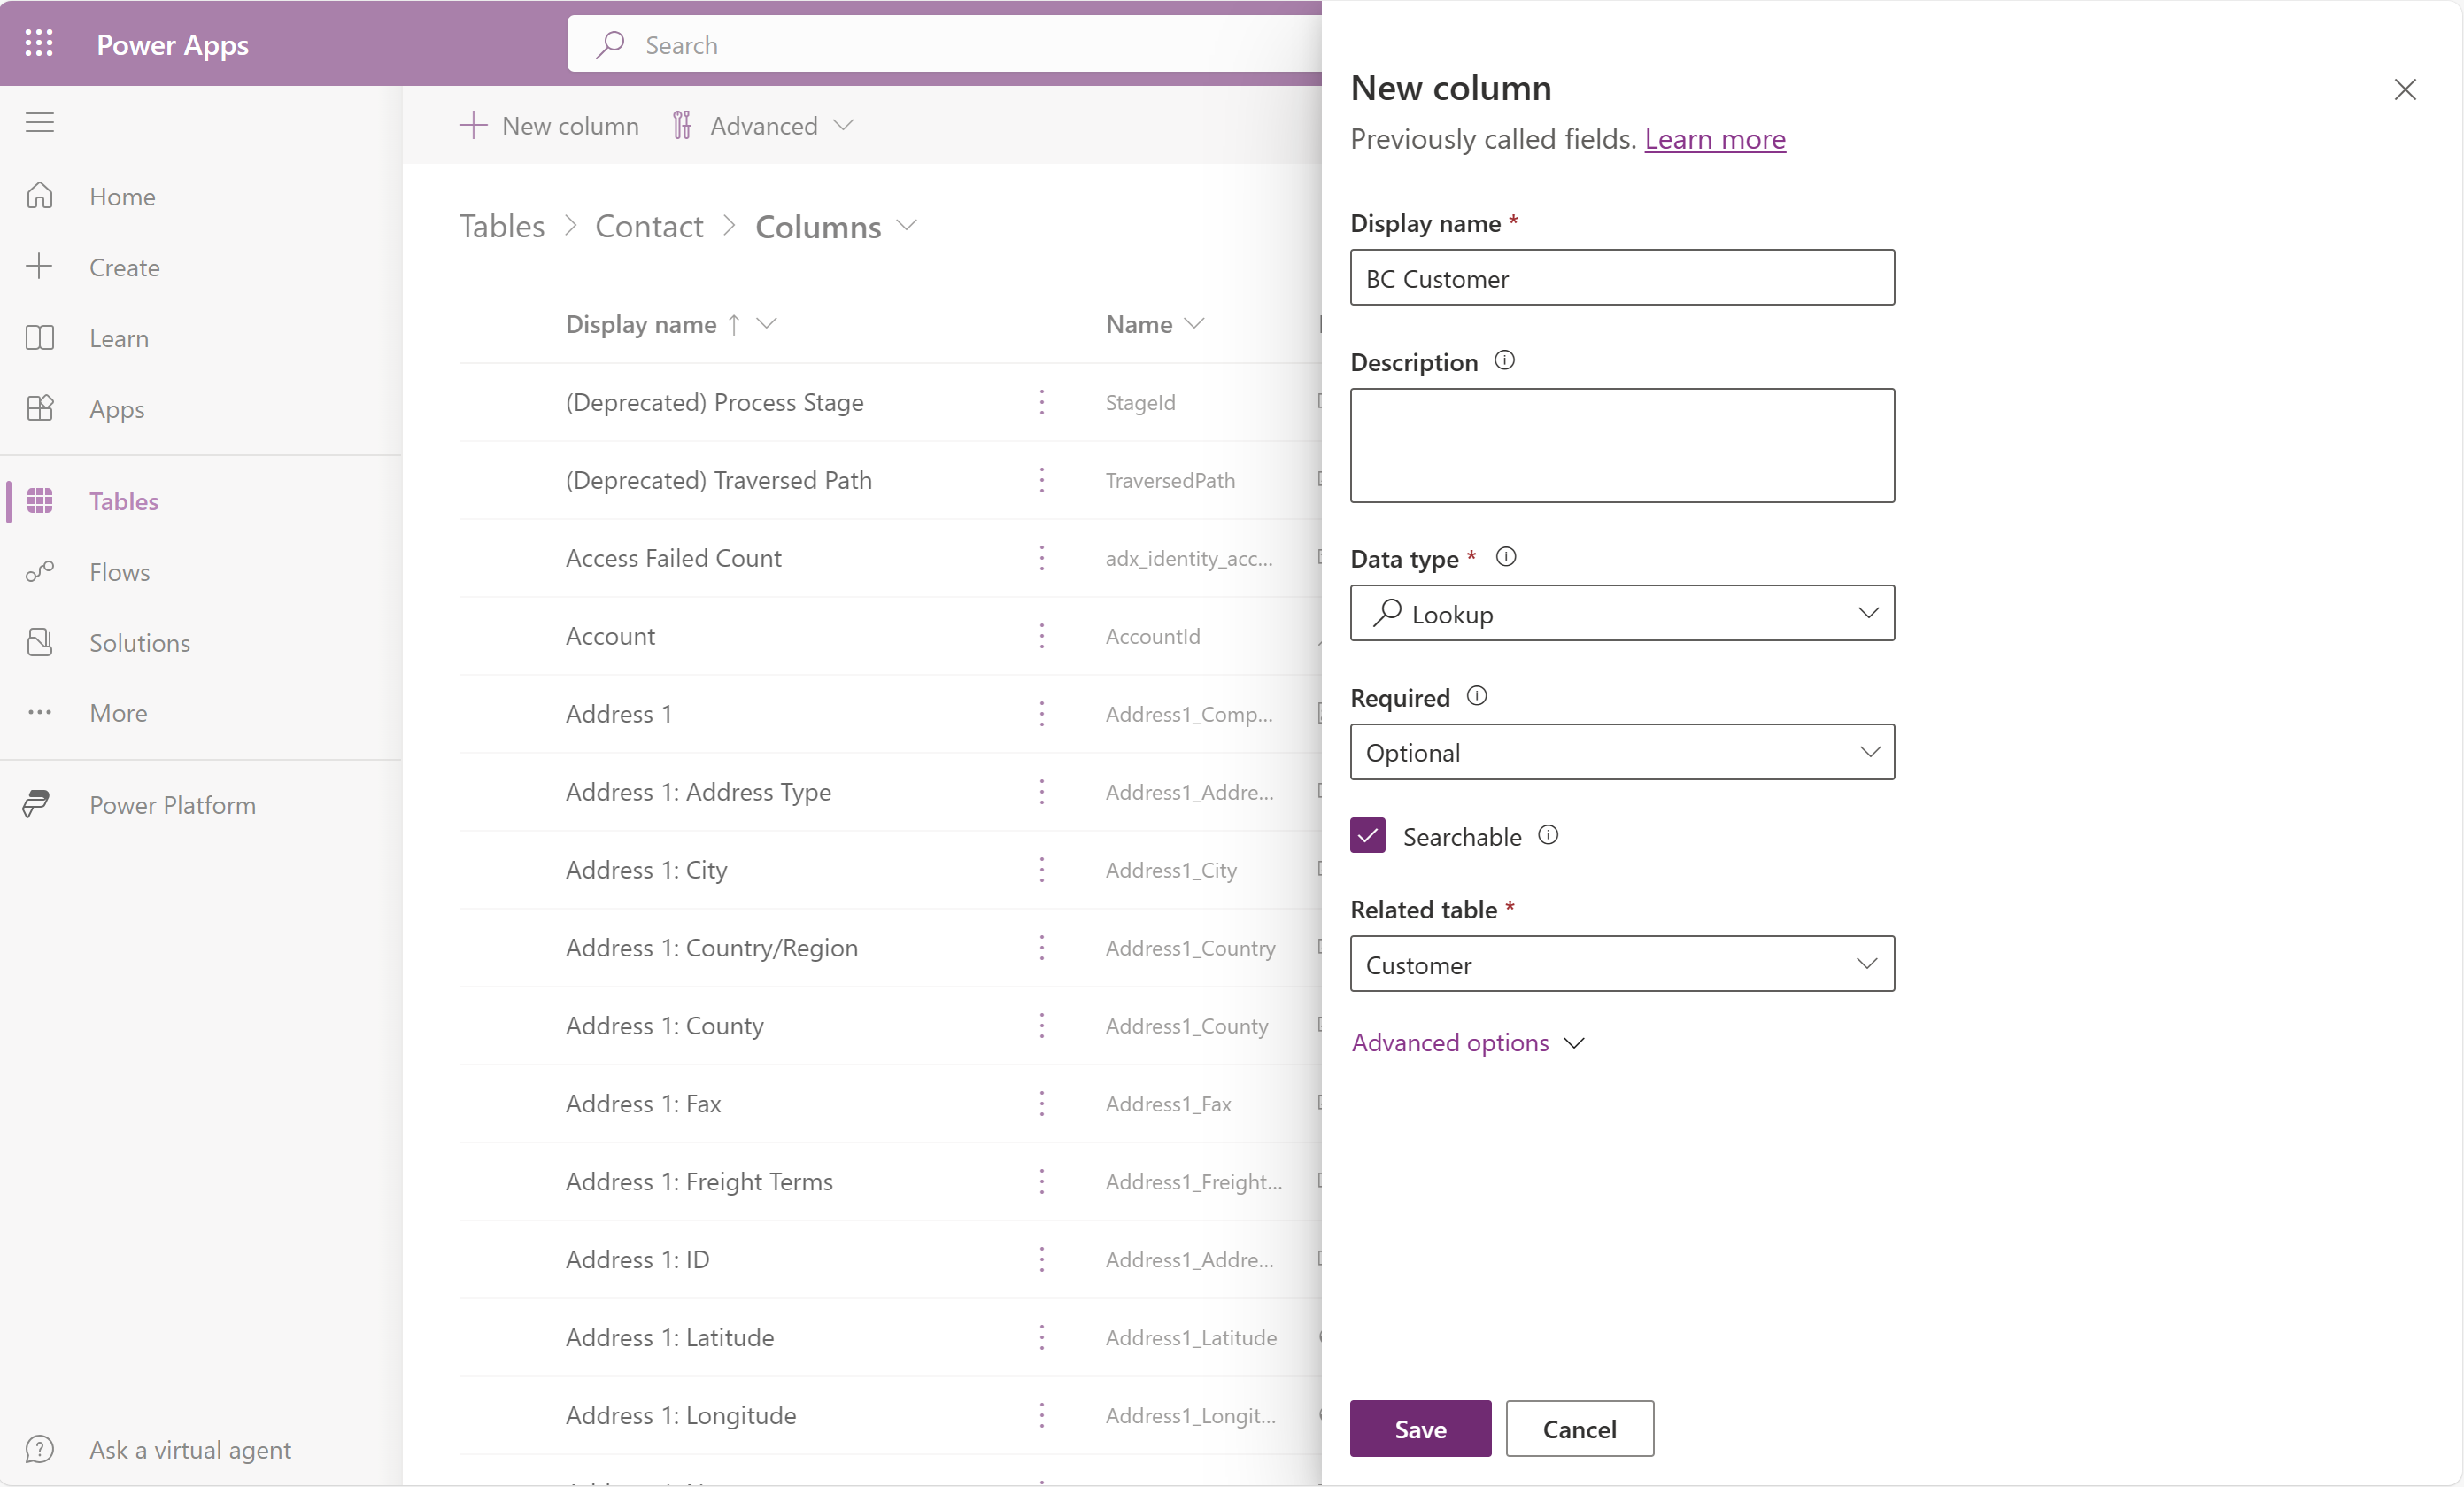 Power Apps
Search
New column
Advanced
Home
Create
Learn
Apps
Tables
Flows
Solutions
More
Power Platform
Ask a virtual agent
Tables > Contact > Columns
Display name ↑ Name
(Deprecated) Process Stage StageId
(Deprecated) Traversed Path TraversedPath
Access Failed Count adx_identity_acc...
Account AccountId
Address 1 Address1_Comp...
Address 1: Address Type Address1_Addre...
Address 1: City Address1_City
Address 1: Country/Region Address1_Country
Address 1: County Address1_County
Address 1: Fax Address1_Fax
Address 1: Freight Terms Address1_Freight...
Address 1: ID Address1_Addre...
Address 1: Latitude Address1_Latitude
Address 1: Longitude Address1_Longit...
New column
Previously called fields. Learn more
Display name *
BC Customer
Description
Data type *
Lookup
Required
Optional
Searchable
Related table *
Customer
Advanced options
Save Cancel